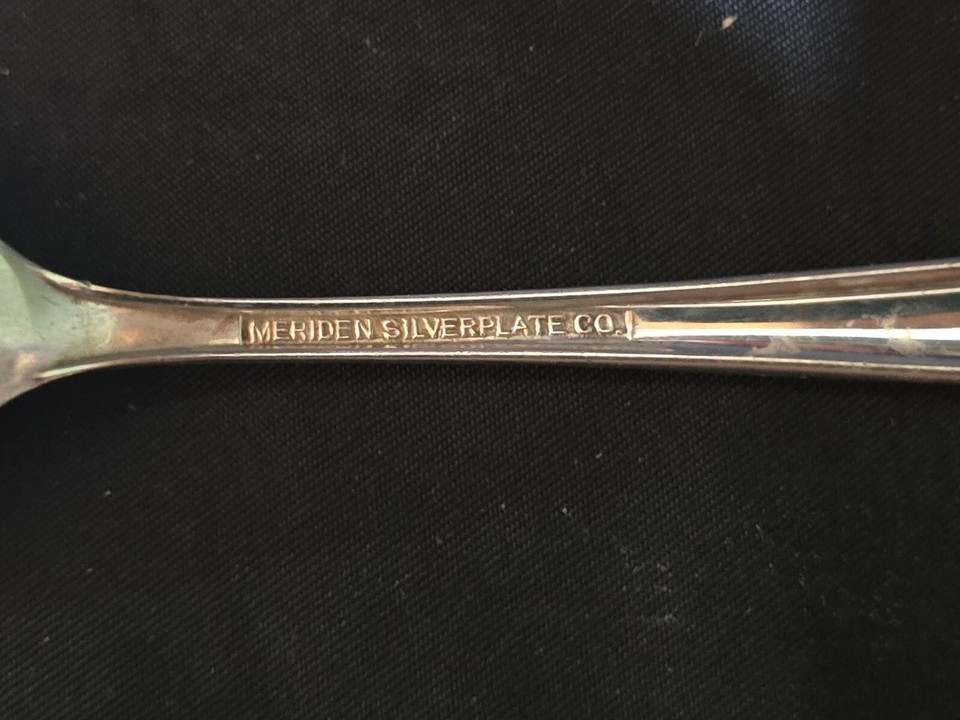 MERIDEN SILVERPLATE CO.